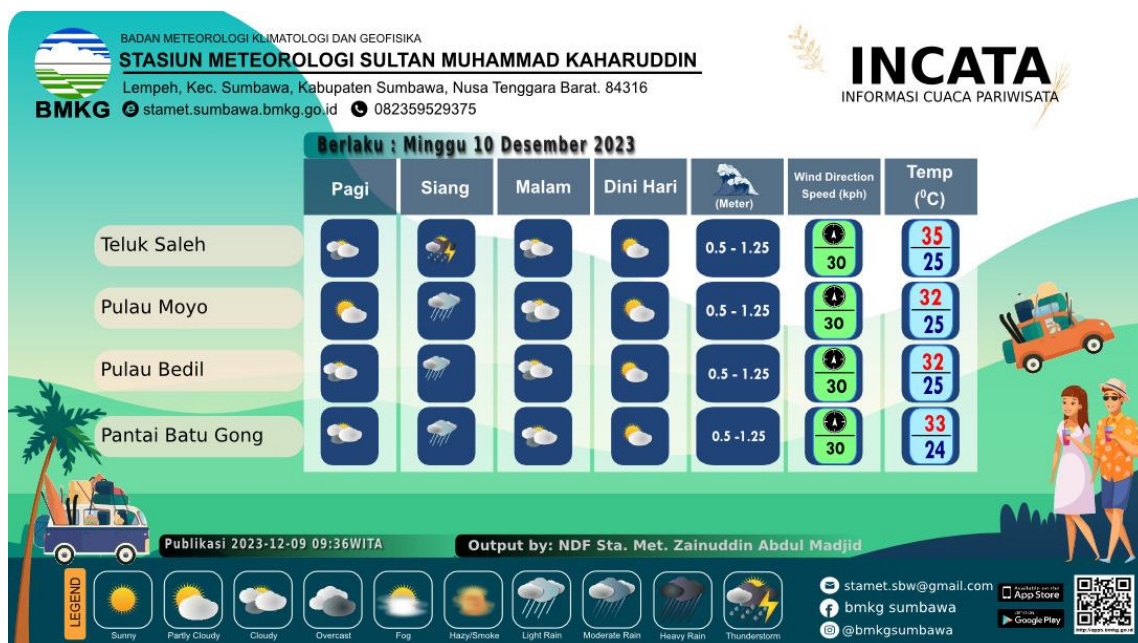 BADAN METEOROLOGI KLIMATOLOGI DAN GEOFISIKA
STASIUN METEOROLOGI SULTAN MUHAMMAD KAHARUDDIN
Lempeh, Kec. Sumbawa, Kabupaten Sumbawa, Nusa Tenggara Barat. 84316
BMKG stamet.sumbawa.bmkg.go.id 082359529375
INCATA
INFORMASI CUACA PARIWISATA
Berlaku : Minggu 10 Desember 2023
Pagi Siang Malam Dini Hari (Meter) Wind Direction Speed (kph) Temp (⁰C)
Teluk Saleh 0.5 - 1.25 30 35 25
Pulau Moyo 0.5 - 1.25 30 32 25
Pulau Bedil 0.5 - 1.25 30 32 25
Pantai Batu Gong 0.5 -1.25 30 33 24
Publikasi 2023-12-09 09:36WITA
Output by: NDF Sta. Met. Zainuddin Abdul Madjid
LEGEND
Sunny Partly Cloudy Cloudy Overcast Fog Hazy/Smoke Light Rain Moderate Rain Heavy Rain Thunderstorm
stamet.sbw@gmail.com
bmkg sumbawa
@bmkgsumbawa
Available on the App Store
Google Play